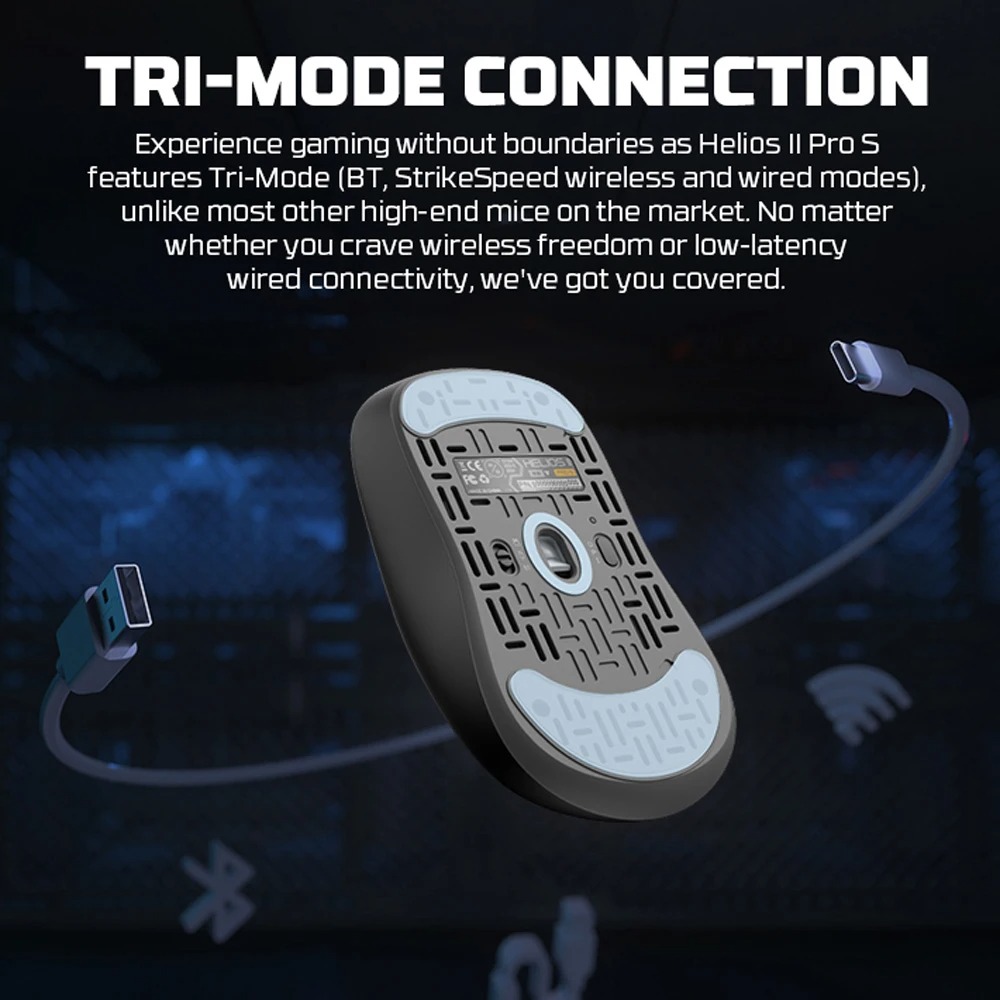 TRI-MODE CONNECTION
Experience gaming without boundaries as Helios II Pro S
features Tri-Mode (BT, StrikeSpeed wireless and wired modes),
unlike most other high-end mice on the market. No matter
whether you crave wireless freedom or low-latency
wired connectivity, we've got you covered.
HELIOS
FC